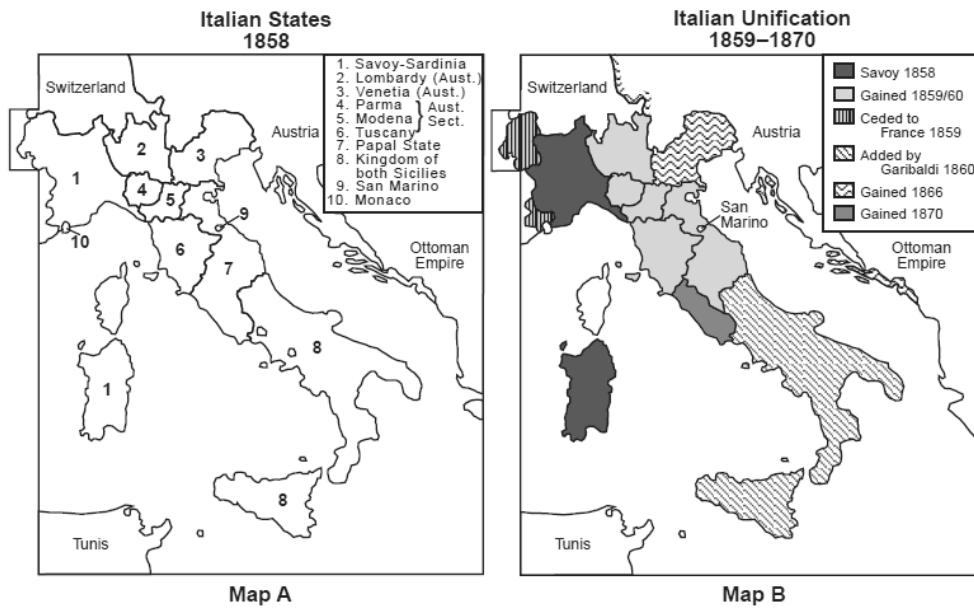 Italian States
1858
Switzerland
Austria
Ottoman
Empire
Tunis
1. Savoy-Sardinia
2. Lombardy (Aust.)
3. Venetia (Aust.)
4. Parma
5. Modena
6. Tuscany
} Aust.
Sect.
7. Papal State
8. Kingdom of
both Sicilies
9. San Marino
10. Monaco
1
2
3
4
5
6
7
8
9
10
1
8
Map A
Italian Unification
1859–1870
Switzerland
Austria
San
Marino
Ottoman
Empire
Tunis
Savoy 1858
Gained 1859/60
Ceded to
France 1859
Added by
Garibaldi 1860
Gained 1866
Gained 1870
Map B